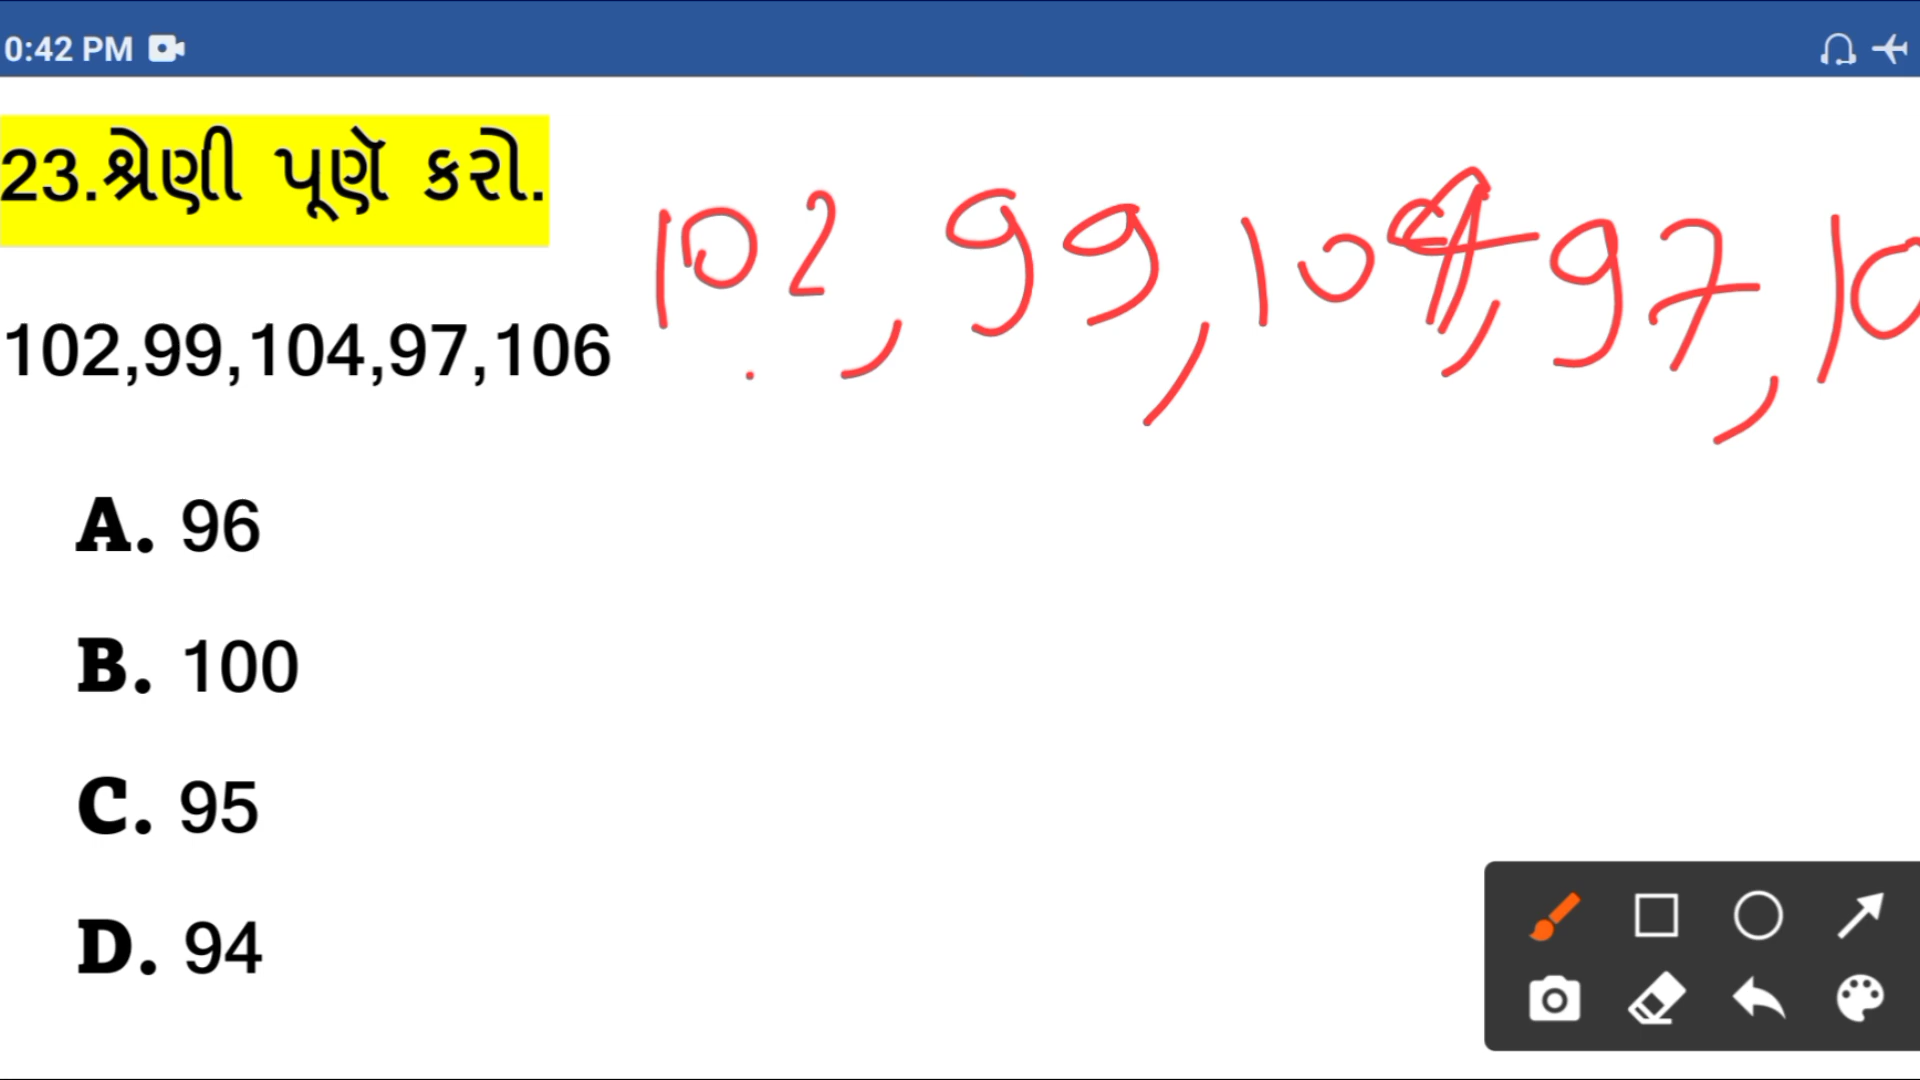 0:42 PM
23.શ્રેણી પૂર્ણ કરો.
102, 99, 104, 97, 10
102,99,104,97,106
A. 96
B. 100
C. 95
D. 94